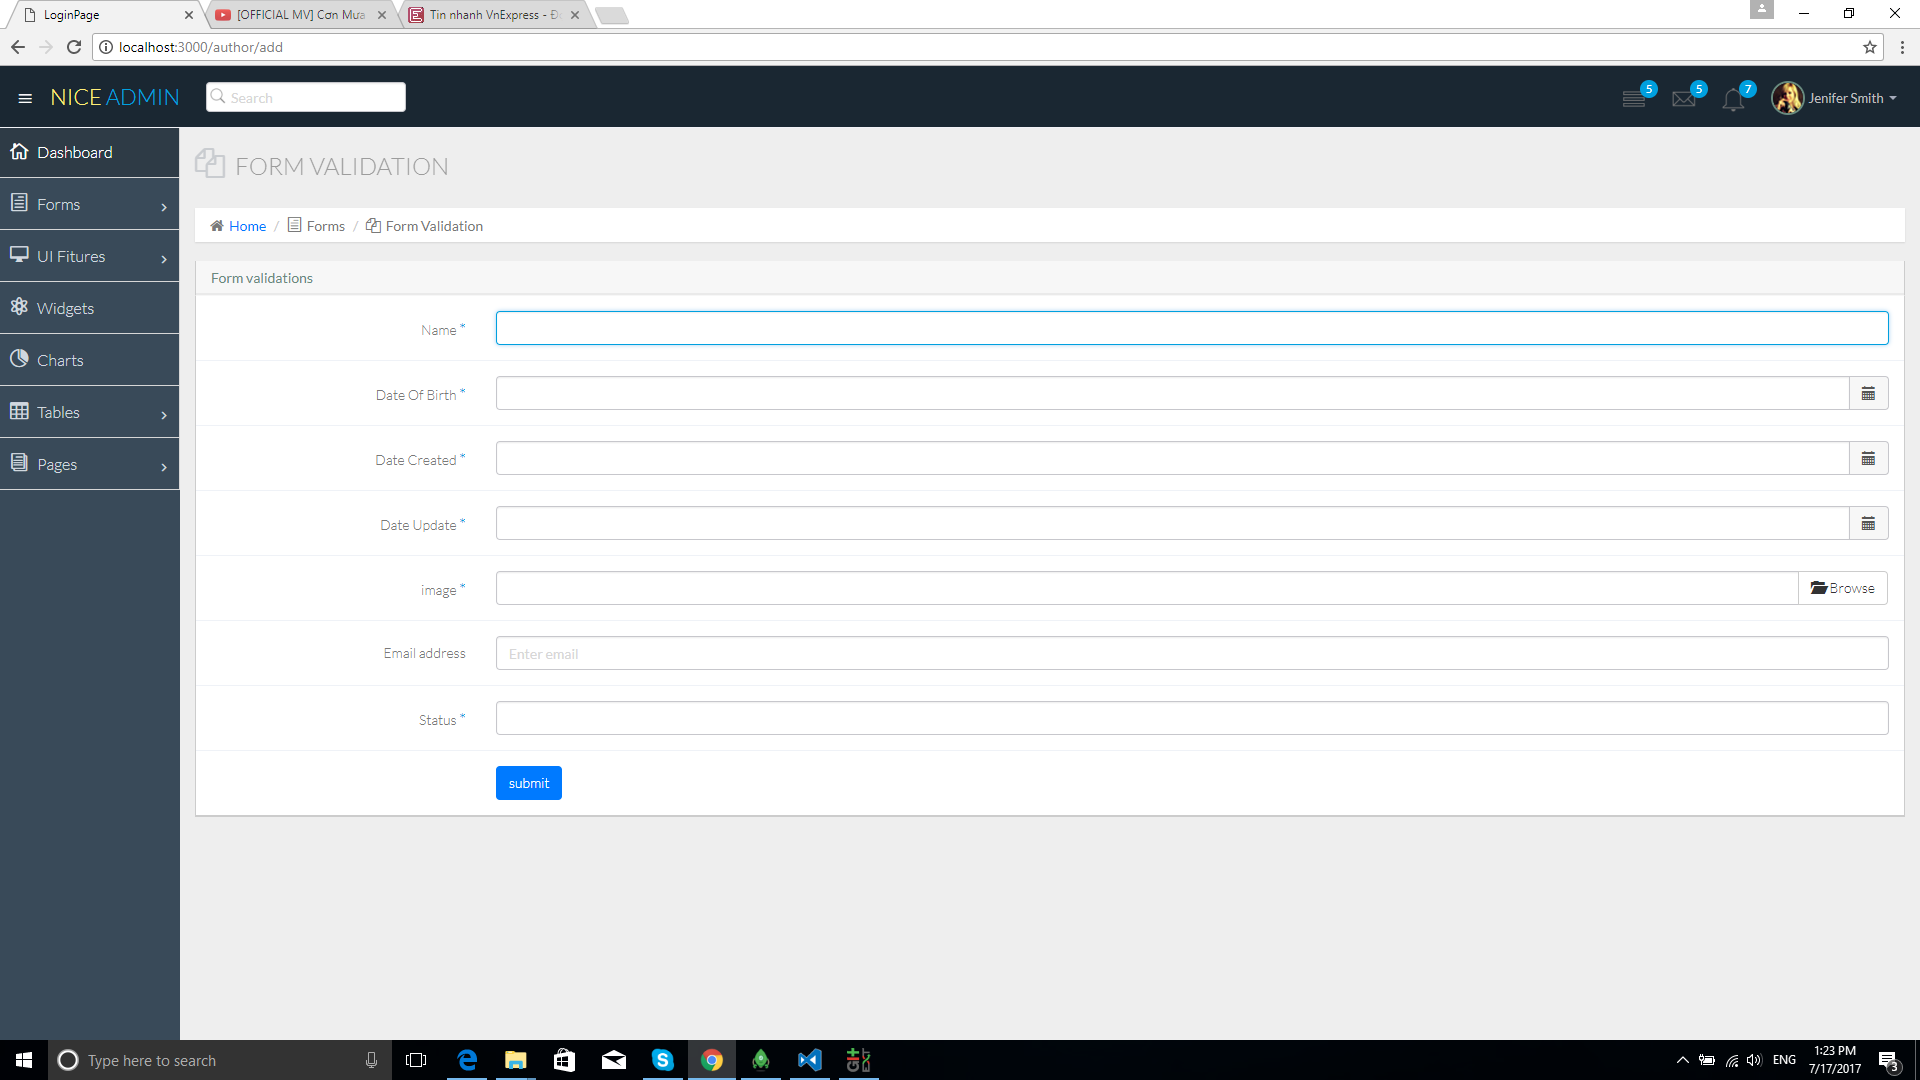 LoginPage
[OFFICIAL MV] Cơn Mưa
Tin nhanh VnExpress - Đọ
localhost:3000/author/add
NICE ADMIN
Search
5
5
7
Jenifer Smith
Dashboard
Forms
UI Fitures
Widgets
Charts
Tables
Pages
FORM VALIDATION
Home / Forms / Form Validation
Form validations
Name *
Date Of Birth *
Date Created *
Date Update *
image *
Browse
Email address
Enter email
Status *
submit
Type here to search
ENG
1:23 PM
7/17/2017
3